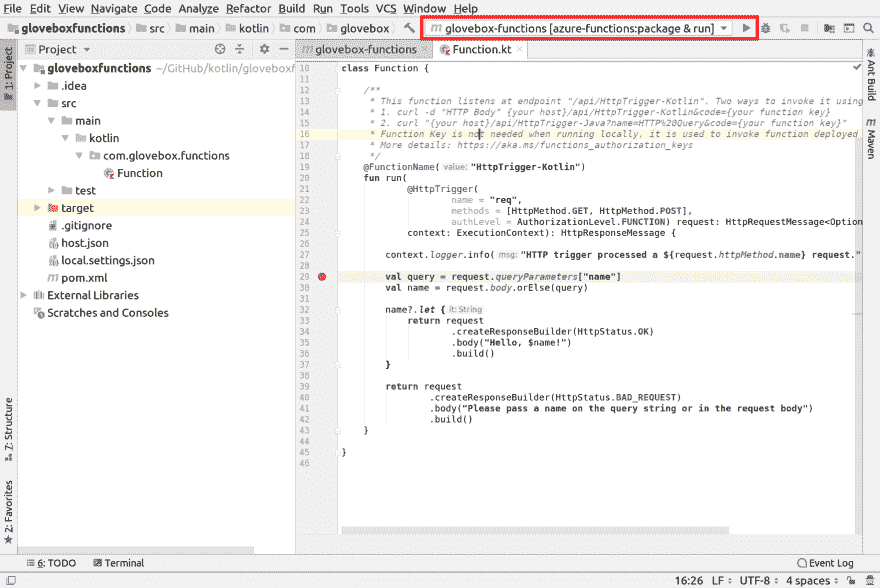 File Edit View Navigate Code Analyze Refactor Build Run Tools VCS Window Help
gloveboxfunctions src main kotlin com glovebox glovebox-functions [azure-functions:package & run]
Project
glovebox-functions Function.kt
gloveboxfunctions ~/GitHub/kotlin/gloveboxf
.idea
src
main
kotlin
com.glovebox.functions
Function
test
target
.gitignore
host.json
local.settings.json
pom.xml
External Libraries
Scratches and Consoles
1: Project
7: Structure
2: Favorites
10 class Function {
11
12 /**
13 * This function listens at endpoint "/api/HttpTrigger-Kotlin". Two ways to invoke it using
14 * 1. curl -d "HTTP Body" {your host}/api/HttpTrigger-Kotlin&code={your function key}
15 * 2. curl "{your host}/api/HttpTrigger-Java?name=HTTP%20Query&code={your function key}"
16 * Function Key is not needed when running locally, it is used to invoke function deployed
17 * More details: https://aka.ms/functions_authorization_keys
18 */
19 @FunctionName( value: "HttpTrigger-Kotlin")
20 fun run(
21 @HttpTrigger(
22 name = "req",
23 methods = [HttpMethod.GET, HttpMethod.POST],
24 authLevel = AuthorizationLevel.FUNCTION) request: HttpRequestMessage<Option
25 context: ExecutionContext): HttpResponseMessage {
26
27 context.logger.info( msg: "HTTP trigger processed a ${request.httpMethod.name} request."
28
29 val query = request.queryParameters["name"]
30 val name = request.body.orElse(query)
31
32 name?.let { it: String
33 return request
34 .createResponseBuilder(HttpStatus.OK)
35 .body("Hello, $name!")
36 .build()
37 }
38
39 return request
40 .createResponseBuilder(HttpStatus.BAD_REQUEST)
41 .body("Please pass a name on the query string or in the request body")
42 .build()
43 }
44
45 }
46
Ant Build
Maven
6: TODO Terminal Event Log
16:26 LF UTF-8 4 spaces